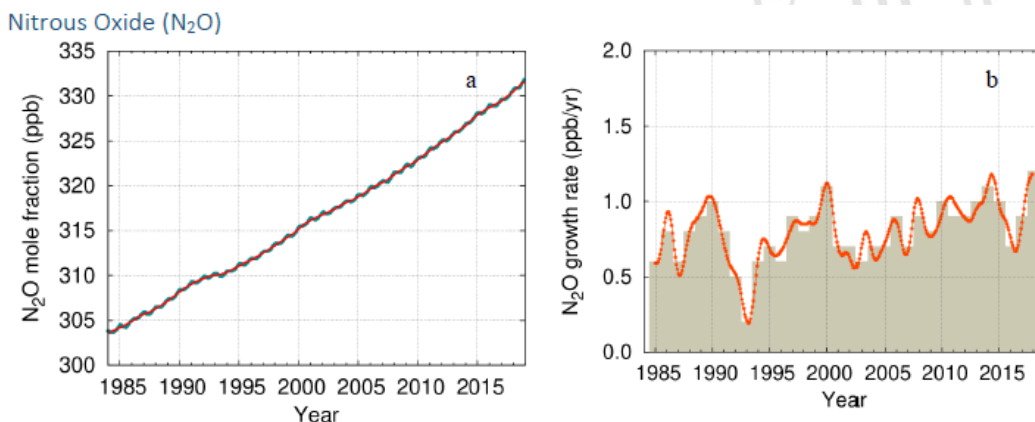 Nitrous Oxide (N₂O)
335
330
325
320
315
310
305
300
N₂O mole fraction (ppb)
a
1985 1990 1995 2000 2005 2010 2015
Year
2.0
1.5
1.0
0.5
0.0
N₂O growth rate (ppb/yr)
b
1985 1990 1995 2000 2005 2010 2015
Year